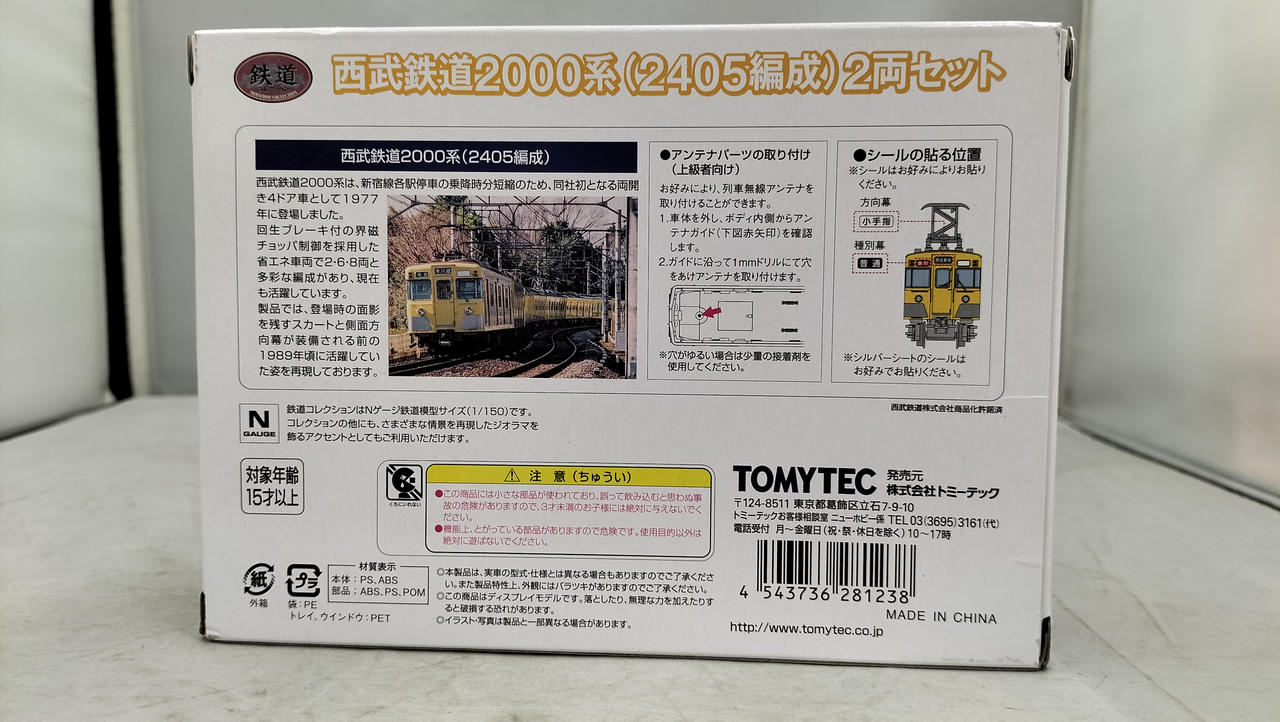 鉄道
TETSUDOU COLLECTION
西武鉄道2000系(2405編成)2両セット
西武鉄道2000系(2405編成)
西武鉄道2000系は、新宿線各駅停車の乗降時分短縮のため、同社初となる両開
き4ドア車として1977
年に登場しました。
回生ブレーキ付の界磁
チョッパ制御を採用した
省エネ車両で2・6・8両と
多彩な編成があり、現在
も活躍しています。
製品では、登場時の面影
を残すスカートと側面方
向幕が装備される前の
1989年頃に活躍してい
た姿を再現しております。
●アンテナパーツの取り付け
(上級者向け)
お好みにより、列車無線アンテナを
取り付けることができます。
1.車体を外し、ボディ内側からアン
テナガイド(下図赤矢印)を確認
します。
2.ガイドに沿って1mmドリルにて穴
をあけアンテナを取り付けます。
※穴がゆるい場合は少量の接着剤を
使用してください。
●シールの貼る位置
※シールはお好みによりお貼り
ください。
方向幕
小手指
種別幕
普通
※シルバーシートのシールは
お好みでお貼りください。
西武鉄道株式会社商品化許諾済
N
GAUGE
鉄道コレクションはNゲージ鉄道模型サイズ(1/150)です。
コレクションの他にも、さまざまな情景を再現したジオラマを
飾るアクセントとしてもご利用いただけます。
対象年齢
15才以上
くちにいれない
注 意(ちゅうい)
●この商品には小さな部品が使われており、誤って飲み込むと思わぬ事
故の危険がありますので、3才未満のお子様には絶対に与えないでく
ださい。
●機能上、とがっている部品がありますので危険です。使用目的以外は
絶対に遊ばないでください。
TOMYTEC 発売元
株式会社トミーテック
〒124-8511 東京都葛飾区立石7-9-10
トミーテックお客様相談室 ニューホビー係 TEL03(3695)3161(代)
電話受付 月〜金曜日(祝・祭・休日を除く)10〜17時
4 543736 281238
MADE IN CHINA
http://www.tomytec.co.jp
紙
外箱
プラ
袋:PE
トレイ、ウインドウ:PET
材質表示
本体:PS、ABS
部品:ABS、PS、POM
◎本製品は、実車の型式・仕様とは異なる場合もありますのでご了承くださ
い。また製品特性上、外観にはバラツキがありますのでご了承ください。
◎この商品はディスプレイモデルです。落としたり、無理な力を加えたりす
ると破損する恐れがあります。
◎イラスト・写真は製品と一部異なる場合があります。